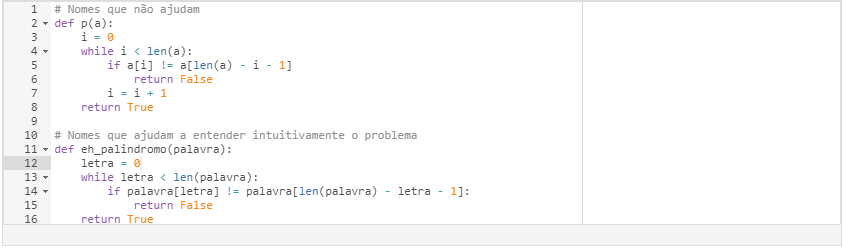 1 # Nomes que não ajudam
2 def p(a):
3     i = 0
4     while i < len(a):
5         if a[i] != a[len(a) - i - 1]
6             return False
7         i = i + 1
8     return True
9
10 # Nomes que ajudam a entender intuitivamente o problema
11 def eh_palindromo(palavra):
12     letra = 0
13     while letra < len(palavra):
14         if palavra[letra] != palavra[len(palavra) - letra - 1]:
15             return False
16     return True